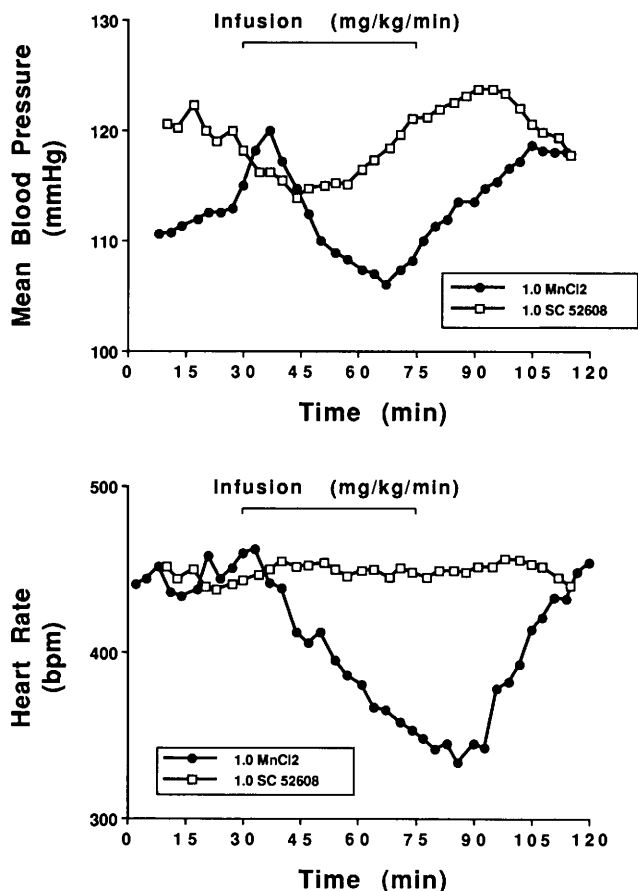 Infusion (mg/kg/min)
130
120
110
100
Mean Blood Pressure
(mmHg)
1.0 MnCl2
1.0 SC 52608
0 15 30 45 60 75 90 105 120
Time (min)
Infusion (mg/kg/min)
500
400
300
Heart Rate
(bpm)
1.0 MnCl2
1.0 SC 52608
0 15 30 45 60 75 90 105 120
Time (min)